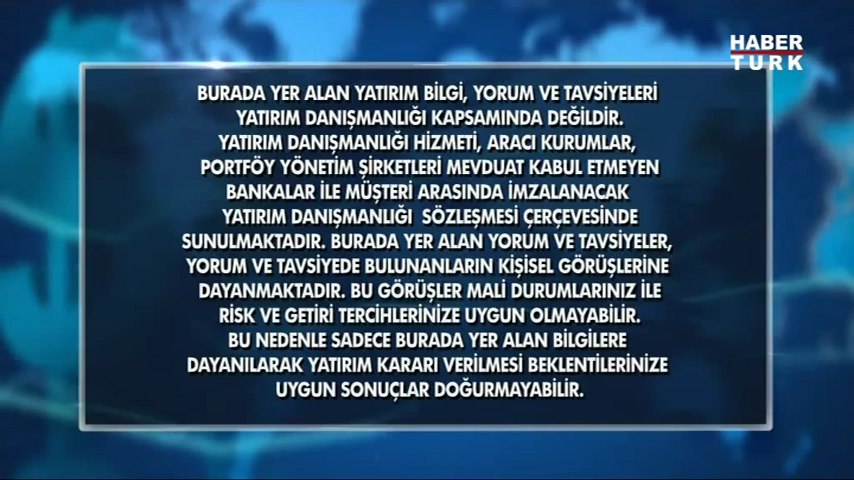 HABER
TURK
BURADA YER ALAN YATIRIM BİLGİ, YORUM VE TAVSİYELERİ
YATIRIM DANIŞMANLIĞI KAPSAMINDA DEĞİLDİR.
YATIRIM DANIŞMANLIĞI HİZMETİ, ARACI KURUMLAR,
PORTFÖY YÖNETİM ŞİRKETLERİ MEVDUAT KABUL ETMEYEN
BANKALAR İLE MÜŞTERİ ARASINDA İMZALANACAK
YATIRIM DANIŞMANLIĞI SÖZLEŞMESİ ÇERÇEVESİNDE
SUNULMAKTADIR. BURADA YER ALAN YORUM VE TAVSİYELER,
YORUM VE TAVSİYEDE BULUNANLARIN KİŞİSEL GÖRÜŞLERİNE
DAYANMAKTADIR. BU GÖRÜŞLER MALİ DURUMLARINIZ İLE
RİSK VE GETİRİ TERCİHLERİNİZE UYGUN OLMAYABİLİR.
BU NEDENLE SADECE BURADA YER ALAN BİLGİLERE
DAYANILARAK YATIRIM KARARI VERİLMESİ BEKLENTİLERİNİZE
UYGUN SONUÇLAR DOĞURMAYABİLİR.